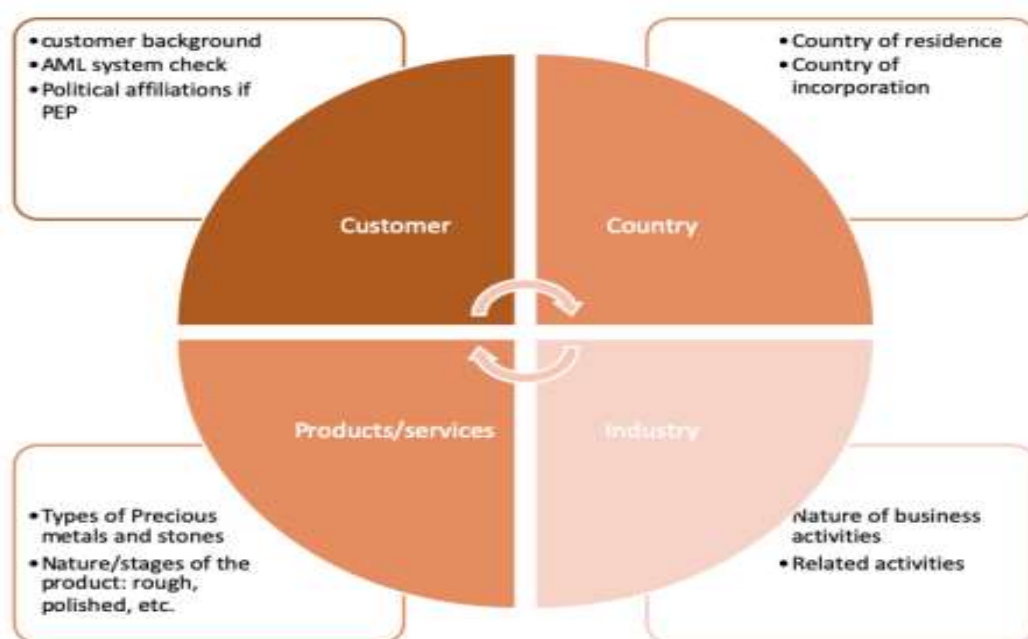 •customer background
•AML system check
•Political affiliations if
PEP
•Country of residence
•Country of
incorporation
Customer
Country
Products/services
Industry
•Types of Precious
metals and stones
•Nature/stages of the
product: rough,
polished, etc.
Nature of business
activities
•Related activities